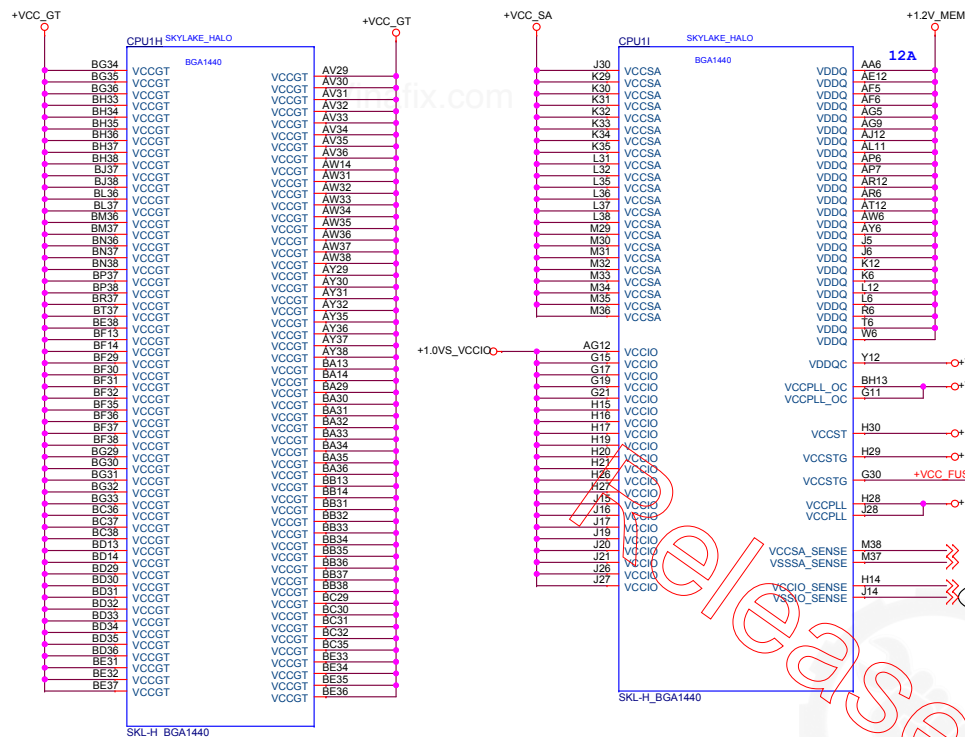 +VCC_GT
+VCC_GT
CPU1H SKYLAKE_HALO
BGA1440
BG34 VCCGT VCCGT AV29
BG35 VCCGT VCCGT AV30
BG36 VCCGT VCCGT AV31
BH33 VCCGT VCCGT AV32
BH34 VCCGT VCCGT AV33
BH35 VCCGT VCCGT AV34
BH36 VCCGT VCCGT AV35
BH37 VCCGT VCCGT AV36
BH38 VCCGT VCCGT AW14
BJ37 VCCGT VCCGT AW31
BJ38 VCCGT VCCGT AW32
BL36 VCCGT VCCGT AW33
BL37 VCCGT VCCGT AW34
BM36 VCCGT VCCGT AW35
BM37 VCCGT VCCGT AW36
BN36 VCCGT VCCGT AW37
BN37 VCCGT VCCGT AW38
BN38 VCCGT VCCGT AY29
BP37 VCCGT VCCGT AY30
BP38 VCCGT VCCGT AY31
BR37 VCCGT VCCGT AY32
BT37 VCCGT VCCGT AY35
BE38 VCCGT VCCGT AY36
BF13 VCCGT VCCGT AY37
BF14 VCCGT VCCGT AY38
BF29 VCCGT VCCGT BA13
BF30 VCCGT VCCGT BA14
BF31 VCCGT VCCGT BA29
BF32 VCCGT VCCGT BA30
BF35 VCCGT VCCGT BA31
BF36 VCCGT VCCGT BA32
BF37 VCCGT VCCGT BA33
BF38 VCCGT VCCGT BA34
BG29 VCCGT VCCGT BA35
BG30 VCCGT VCCGT BA36
BG31 VCCGT VCCGT BB13
BG32 VCCGT VCCGT BB14
BG33 VCCGT VCCGT BB31
BC36 VCCGT VCCGT BB32
BC37 VCCGT VCCGT BB33
BC38 VCCGT VCCGT BB34
BD13 VCCGT VCCGT BB35
BD14 VCCGT VCCGT BB36
BD29 VCCGT VCCGT BB37
BD30 VCCGT VCCGT BB38
BD31 VCCGT VCCGT BC29
BD32 VCCGT VCCGT BC30
BD33 VCCGT VCCGT BC31
BD34 VCCGT VCCGT BC32
BD35 VCCGT VCCGT BC35
BD36 VCCGT VCCGT BE33
BE31 VCCGT VCCGT BE34
BE32 VCCGT VCCGT BE35
BE37 VCCGT VCCGT BE36
SKL-H_BGA1440
+VCC_SA
+1.2V_MEM
CPU1I SKYLAKE_HALO
BGA1440
12A
J30 VCCSA
K29 VCCSA
K30 VCCSA
K31 VCCSA
K32 VCCSA
K33 VCCSA
K34 VCCSA
K35 VCCSA
L31 VCCSA
L32 VCCSA
L35 VCCSA
L36 VCCSA
L37 VCCSA
L38 VCCSA
M29 VCCSA
M30 VCCSA
M31 VCCSA
M32 VCCSA
M33 VCCSA
M34 VCCSA
M35 VCCSA
M36 VCCSA
+1.0VS_VCCIO
AG12 VCCIO
G15 VCCIO
G17 VCCIO
G19 VCCIO
G21 VCCIO
H15 VCCIO
H16 VCCIO
H17 VCCIO
H19 VCCIO
H20 VCCIO
H21 VCCIO
H26 VCCIO
H27 VCCIO
J15 VCCIO
J16 VCCIO
J17 VCCIO
J19 VCCIO
J20 VCCIO
J21 VCCIO
J26 VCCIO
J27 VCCIO
VDDQ AA6
VDDQ AE12
VDDQ AF5
VDDQ AF6
VDDQ AG5
VDDQ AG9
VDDQ AJ12
VDDQ AL11
VDDQ AP6
VDDQ AP7
VDDQ AR12
VDDQ AR6
VDDQ AT12
VDDQ AW6
VDDQ AY6
VDDQ J5
VDDQ J6
VDDQ K12
VDDQ K6
VDDQ L12
VDDQ L6
VDDQ R6
VDDQ T6
VDDQ W6
VDDQC Y12 +
VCCPLL_OC BH13 +
VCCPLL_OC G11
VCCST H30 +
VCCSTG H29 +
VCCSTG G30 +VCC_FUS
VCCPLL H28 +
VCCPLL J28
VCCSA_SENSE M38
VSSSA_SENSE M37
VCCIO_SENSE H14
VSSIO_SENSE J14
SKL-H_BGA1440
Release